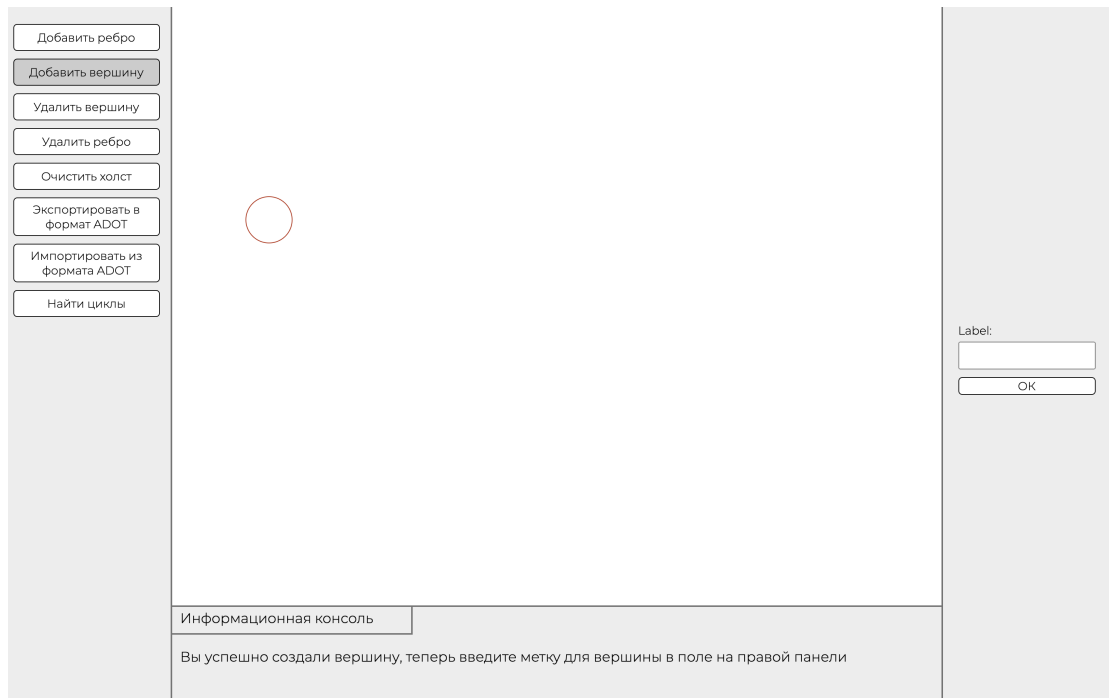 Добавить ребро
Добавить вершину
Удалить вершину
Удалить ребро
Очистить холст
Экспортировать в
формат ADOT
Импортировать из
формата ADOT
Найти циклы
Label:
OK
Информационная консоль
Вы успешно создали вершину, теперь введите метку для вершины в поле на правой панели